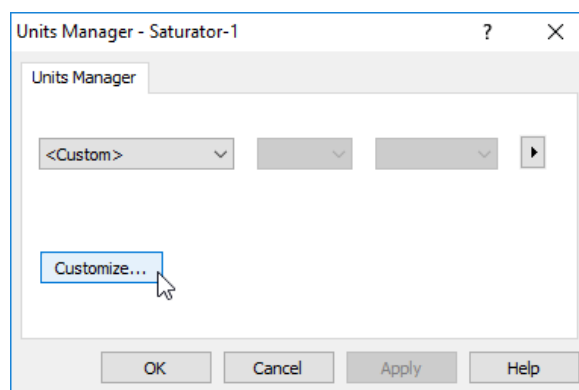 Units Manager - Saturator-1 ?
Units Manager
<Custom>
Customize...
OK Cancel Apply Help